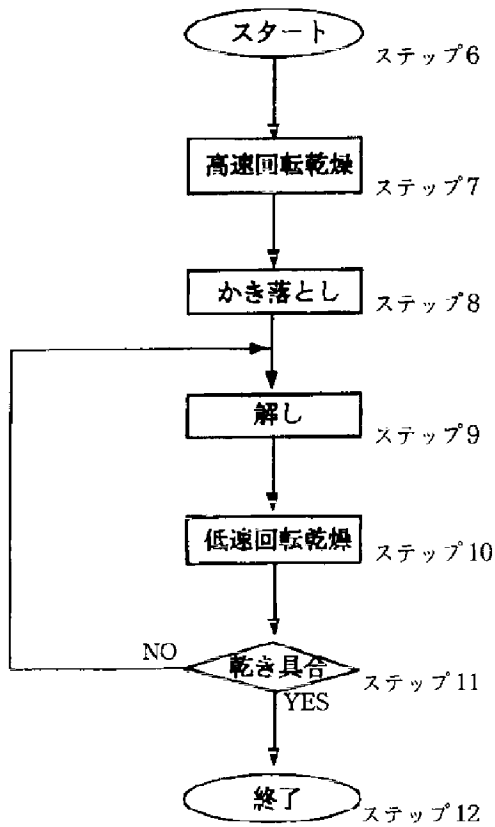 スタート
ステップ6
高速回転乾燥
ステップ7
かき落とし
ステップ8
解し
ステップ9
低速回転乾燥
ステップ10
NO
乾き具合
ステップ11
YES
終了
ステップ12